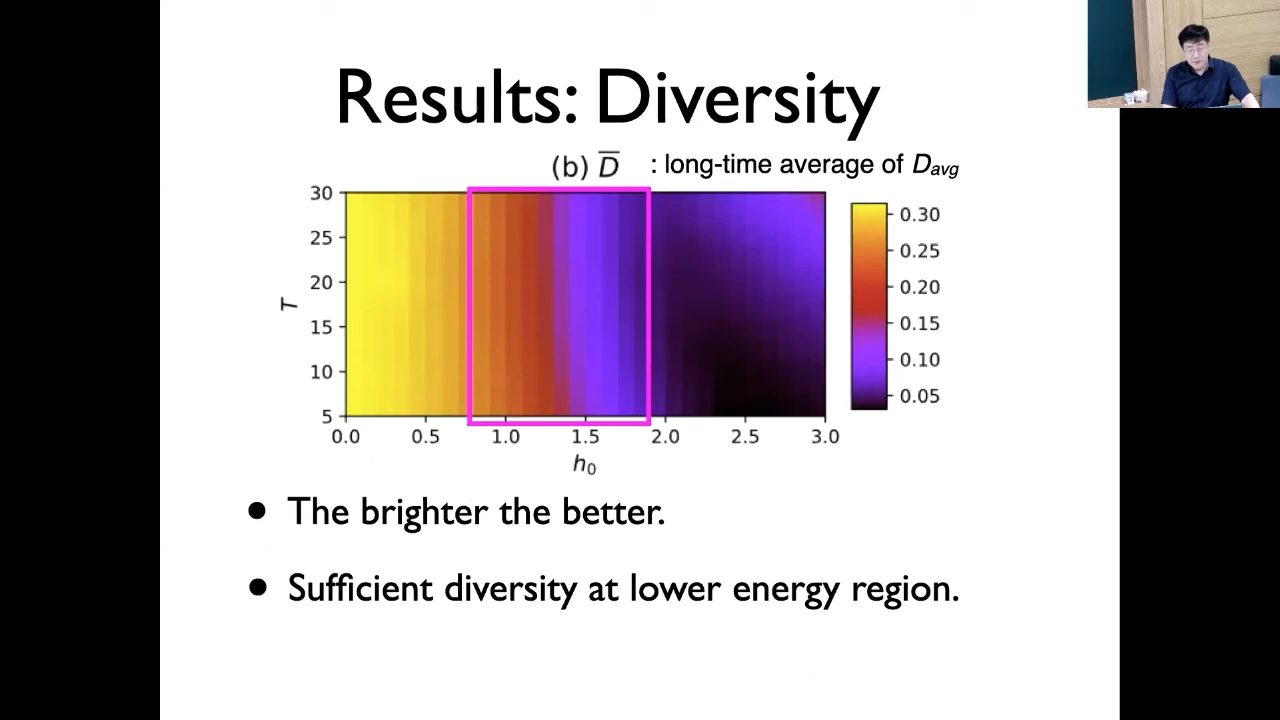 Results: Diversity
(b) D̅ : long-time average of Davg
30
25
20
15
10
5
T
0.0 0.5 1.0 1.5 2.0 2.5 3.0
h0
0.30
0.25
0.20
0.15
0.10
0.05
• The brighter the better.
• Sufficient diversity at lower energy region.